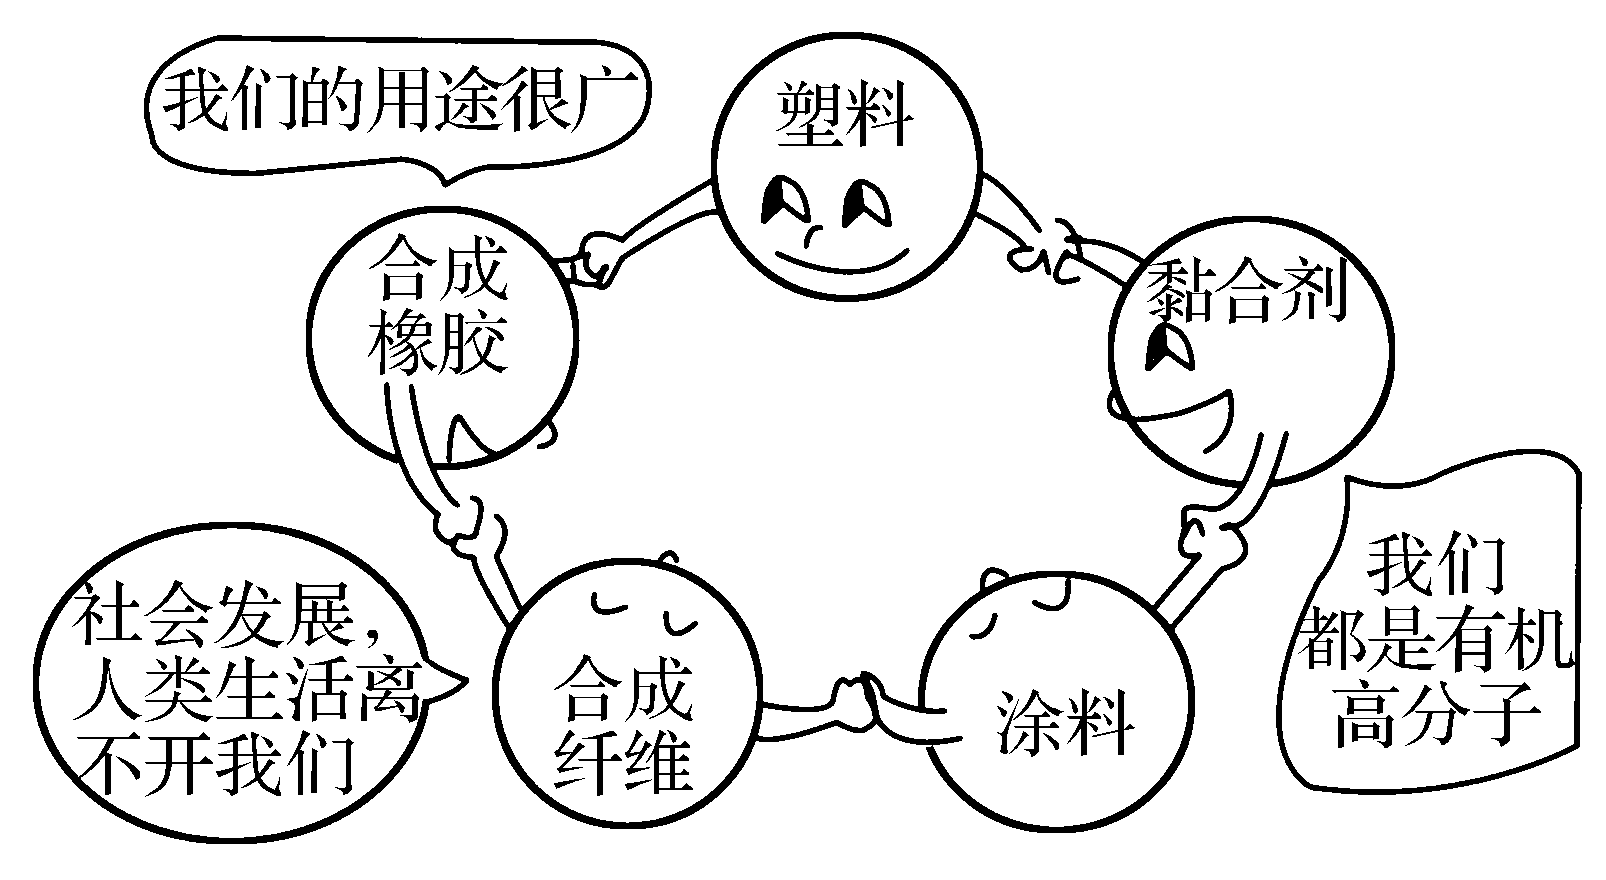 我们的用途很广
塑料
合成
橡胶
黏合剂
我们
都是有机
高分子
社会发展，
人类生活离
不开我们
合成
纤维
涂料